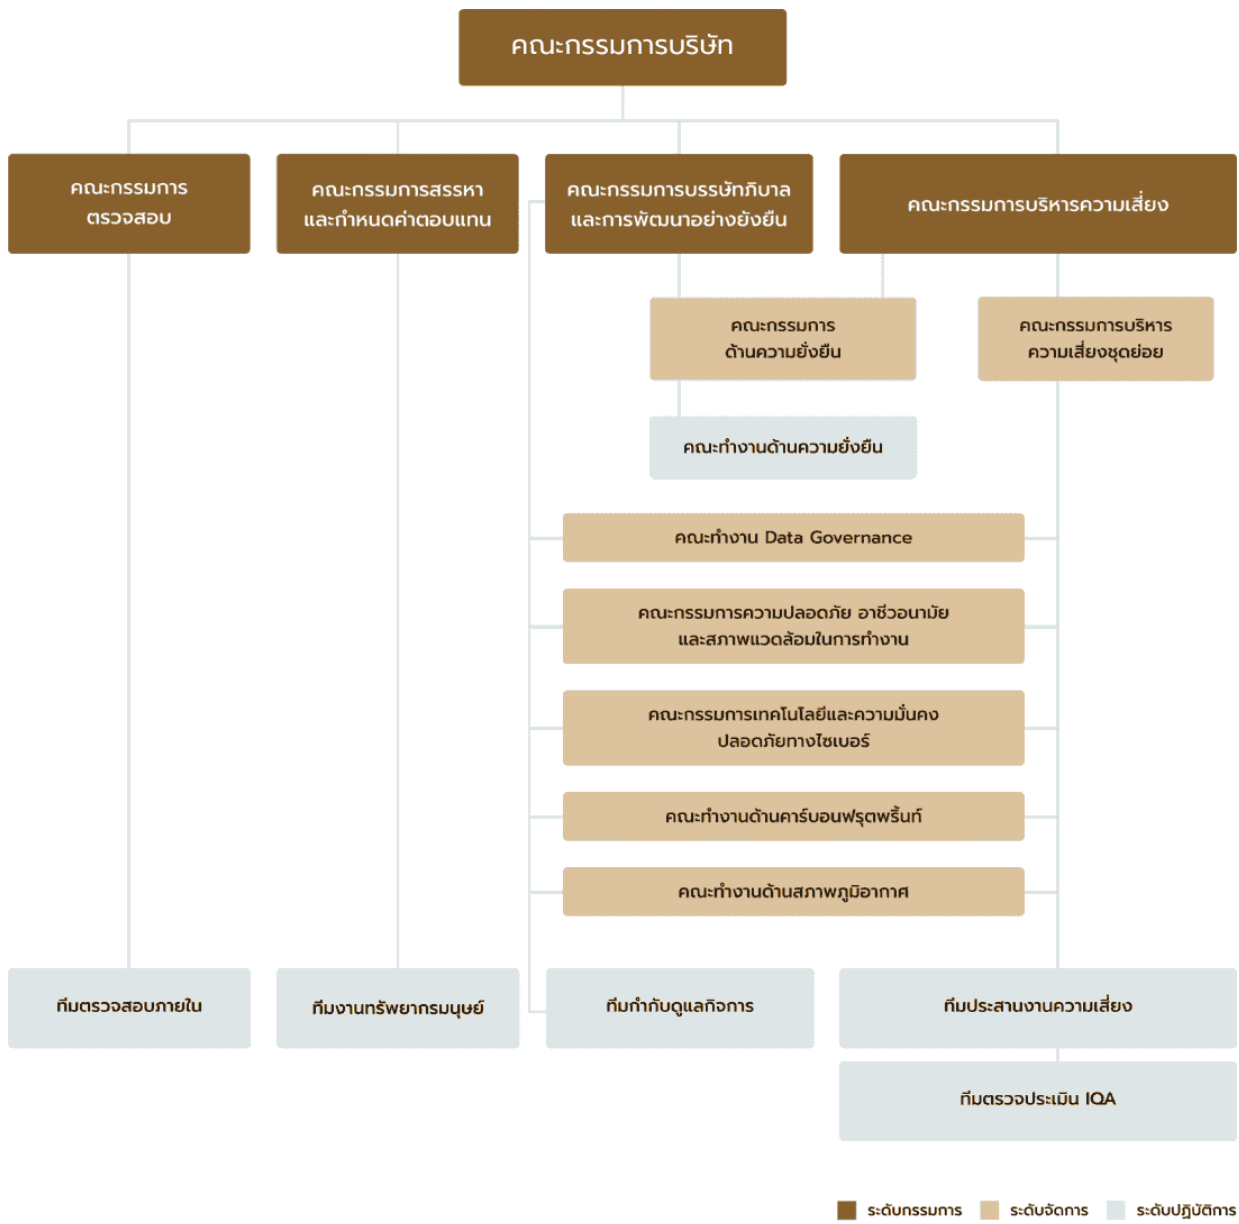 คณะกรรมการบริษัท
คณะกรรมการ
ตรวจสอบ
คณะกรรมการสรรหา
และกำหนดค่าตอบแทน
คณะกรรมการบรรษัทภิบาล
และการพัฒนาอย่างยั่งยืน
คณะกรรมการบริหารความเสี่ยง
คณะกรรมการ
ด้านความยั่งยืน
คณะกรรมการบริหาร
ความเสี่ยงชุดย่อย
คณะทำงานด้านความยั่งยืน
คณะทำงาน Data Governance
คณะกรรมการความปลอดภัย อาชีวอนามัย
และสภาพแวดล้อมในการทำงาน
คณะกรรมการเทคโนโลยีและความมั่นคง
ปลอดภัยทางไซเบอร์
คณะทำงานด้านคาร์บอนฟรุตพริ้นท์
คณะทำงานด้านสภาพภูมิอากาศ
ทีมตรวจสอบภายใน
ทีมงานทรัพยากรมนุษย์
ทีมกำกับดูแลกิจการ
ทีมประสานงานความเสี่ยง
ทีมตรวจประเมิน IQA
ระดับกรรมการ
ระดับจัดการ
ระดับปฏิบัติการ